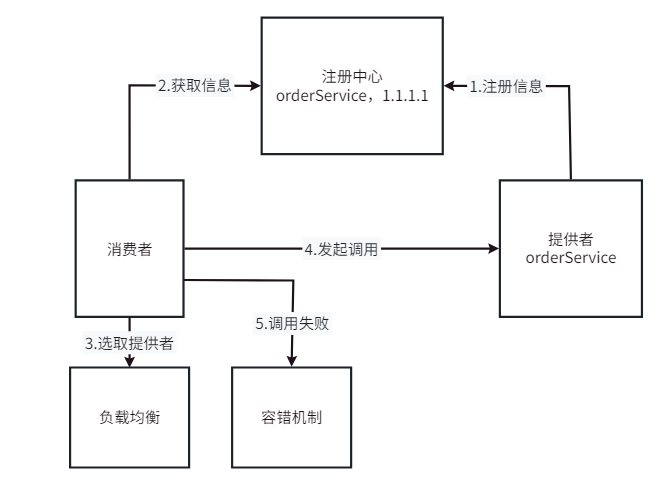 注册中心
orderService，1.1.1.1
2.获取信息
1.注册信息
消费者
4.发起调用
提供者
orderService
5.调用失败
3.选取提供者
负载均衡
容错机制